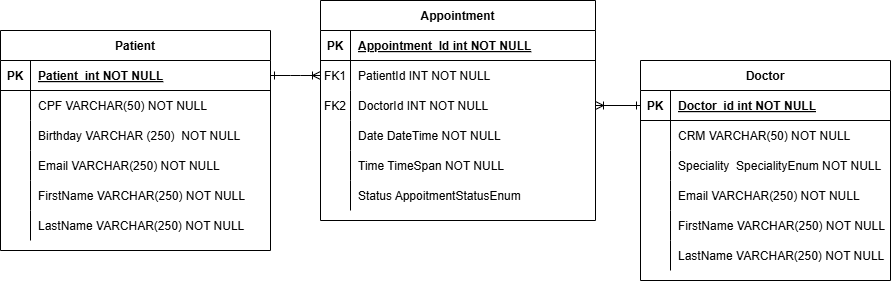 Patient
PK Patient_int NOT NULL
CPF VARCHAR(50) NOT NULL
Birthday VARCHAR (250)  NOT NULL
Email VARCHAR(250) NOT NULL
FirstName VARCHAR(250) NOT NULL
LastName VARCHAR(250) NOT NULL
Appointment
PK Appointment_Id int NOT NULL
FK1 PatientId INT NOT NULL
FK2 DoctorId INT NOT NULL
Date DateTime NOT NULL
Time TimeSpan NOT NULL
Status AppoitmentStatusEnum
Doctor
PK Doctor_id int NOT NULL
CRM VARCHAR(50) NOT NULL
Speciality  SpecialityEnum NOT NULL
Email VARCHAR(250) NOT NULL
FirstName VARCHAR(250) NOT NULL
LastName VARCHAR(250) NOT NULL